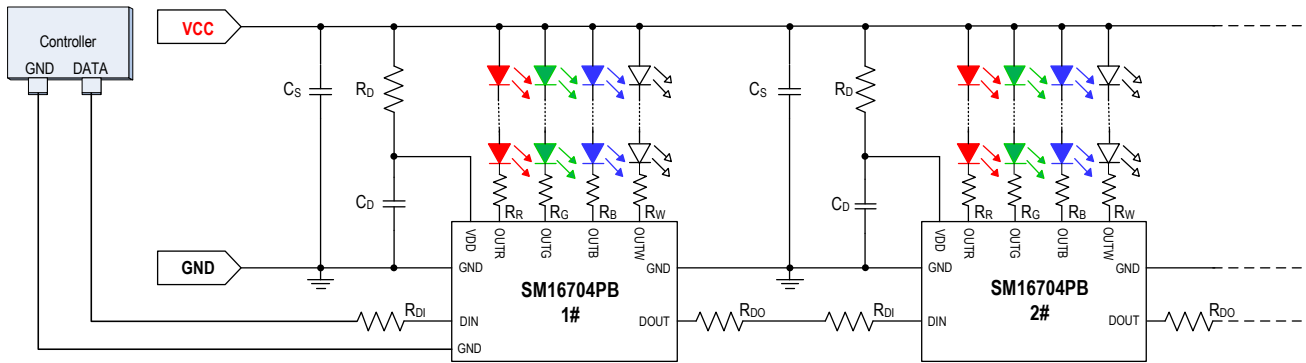 VCC
Controller
GND DATA
CS RD CS RD
CD CD
RR RG RB RW RR RG RB RW
VDD OUTR OUTG OUTB OUTW VDD OUTR OUTG OUTB OUTW
GND GND GND GND GND
SM16704PB SM16704PB
1# 2#
RDI DIN DOUT RDO RDI DIN DOUT RDO
GND